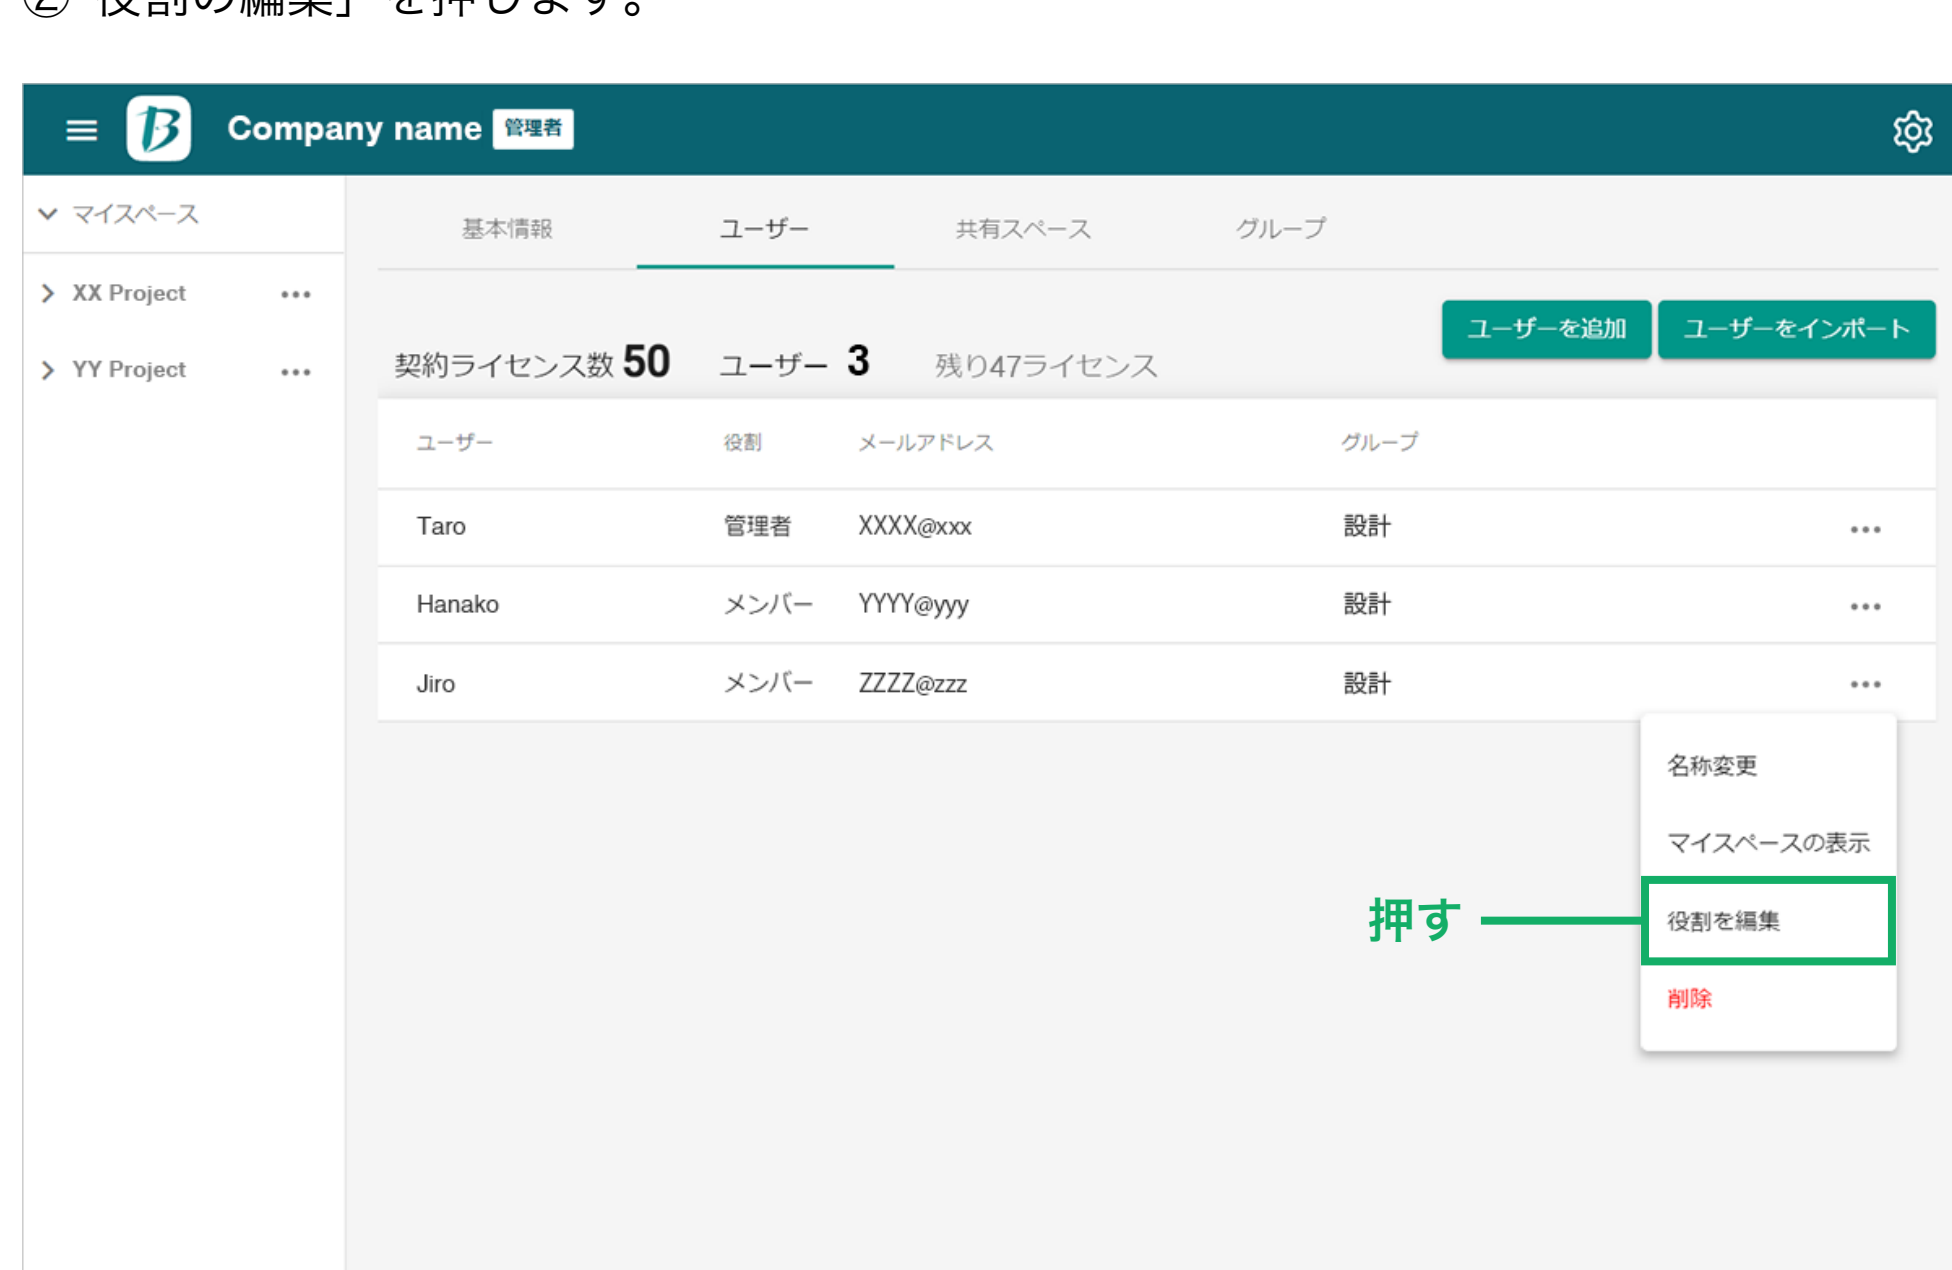 ② 役割の編集」を押します。
Company name 管理者
マイスペース
XX Project
YY Project
基本情報 ユーザー 共有スペース グループ
ユーザーを追加 ユーザーをインポート
契約ライセンス数 50 ユーザー 3 残り47ライセンス
ユーザー 役割 メールアドレス グループ
Taro 管理者 XXXX@xxx 設計
Hanako メンバー YYYY@yyy 設計
Jiro メンバー ZZZZ@zzz 設計
名称変更
マイスペースの表示
押す 役割を編集
削除